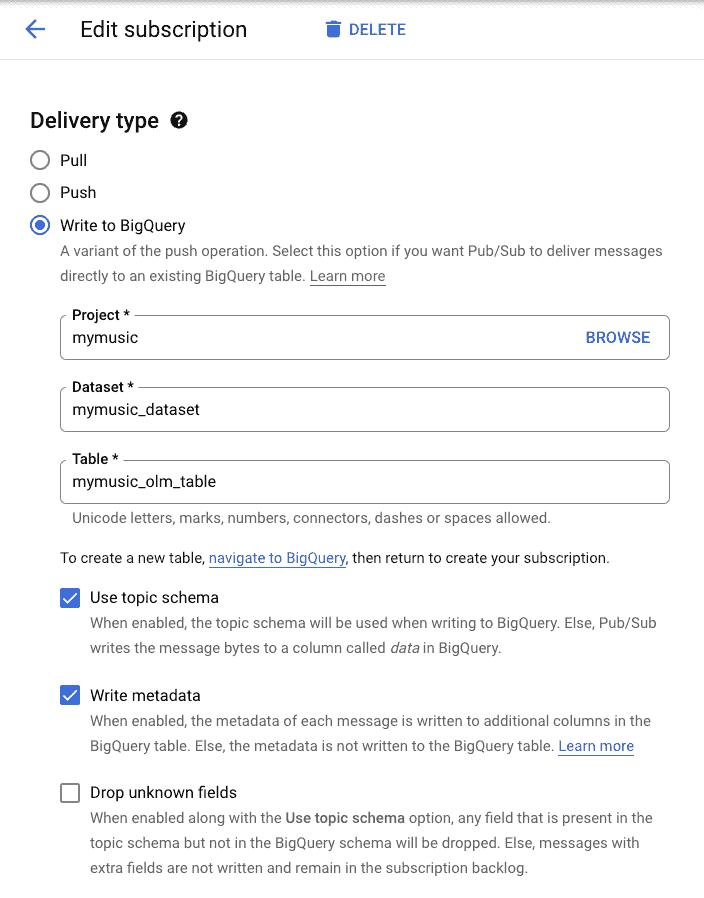 Edit subscription DELETE
Delivery type
Pull
Push
Write to BigQuery
A variant of the push operation. Select this option if you want Pub/Sub to deliver messages
directly to an existing BigQuery table. Learn more
Project *
mymusic BROWSE
Dataset *
mymusic_dataset
Table *
mymusic_olm_table
Unicode letters, marks, numbers, connectors, dashes or spaces allowed.
To create a new table, navigate to BigQuery, then return to create your subscription.
Use topic schema
When enabled, the topic schema will be used when writing to BigQuery. Else, Pub/Sub
writes the message bytes to a column called data in BigQuery.
Write metadata
When enabled, the metadata of each message is written to additional columns in the
BigQuery table. Else, the metadata is not written to the BigQuery table. Learn more
Drop unknown fields
When enabled along with the Use topic schema option, any field that is present in the
topic schema but not in the BigQuery schema will be dropped. Else, messages with
extra fields are not written and remain in the subscription backlog.